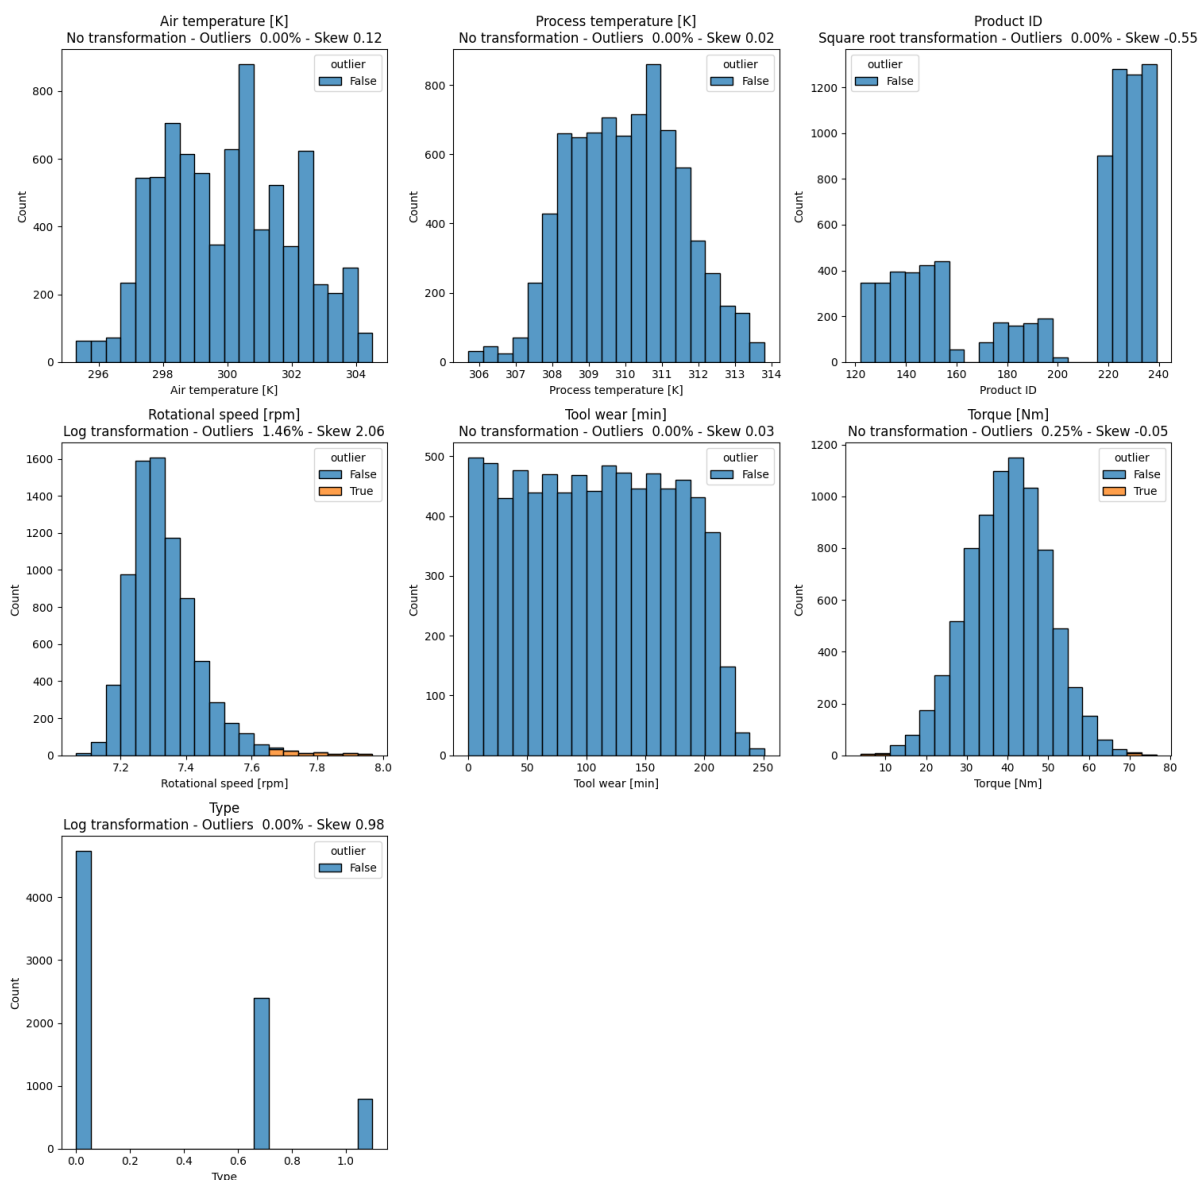 Air temperature [K]
No transformation - Outliers  0.00% - Skew 0.12
outlier
False
Count
800
600
400
200
0
296
298
300
302
304
Air temperature [K]
Process temperature [K]
No transformation - Outliers  0.00% - Skew 0.02
outlier
False
Count
800
600
400
200
0
306
307
308
309
310
311
312
313
314
Process temperature [K]
Product ID
Square root transformation - Outliers  0.00% - Skew -0.55
outlier
False
Count
1200
1000
800
600
400
200
0
120
140
160
180
200
220
240
Product ID
Rotational speed [rpm]
Log transformation - Outliers  1.46% - Skew 2.06
outlier
False
True
Count
1600
1400
1200
1000
800
600
400
200
0
7.2
7.4
7.6
7.8
8.0
Rotational speed [rpm]
Tool wear [min]
No transformation - Outliers  0.00% - Skew 0.03
outlier
False
Count
500
400
300
200
100
0
0
50
100
150
200
250
Tool wear [min]
Torque [Nm]
No transformation - Outliers  0.25% - Skew -0.05
outlier
False
True
Count
1200
1000
800
600
400
200
0
10
20
30
40
50
60
70
80
Torque [Nm]
Type
Log transformation - Outliers  0.00% - Skew 0.98
outlier
False
Count
4000
3000
2000
1000
0
0.0
0.2
0.4
0.6
0.8
1.0
Type